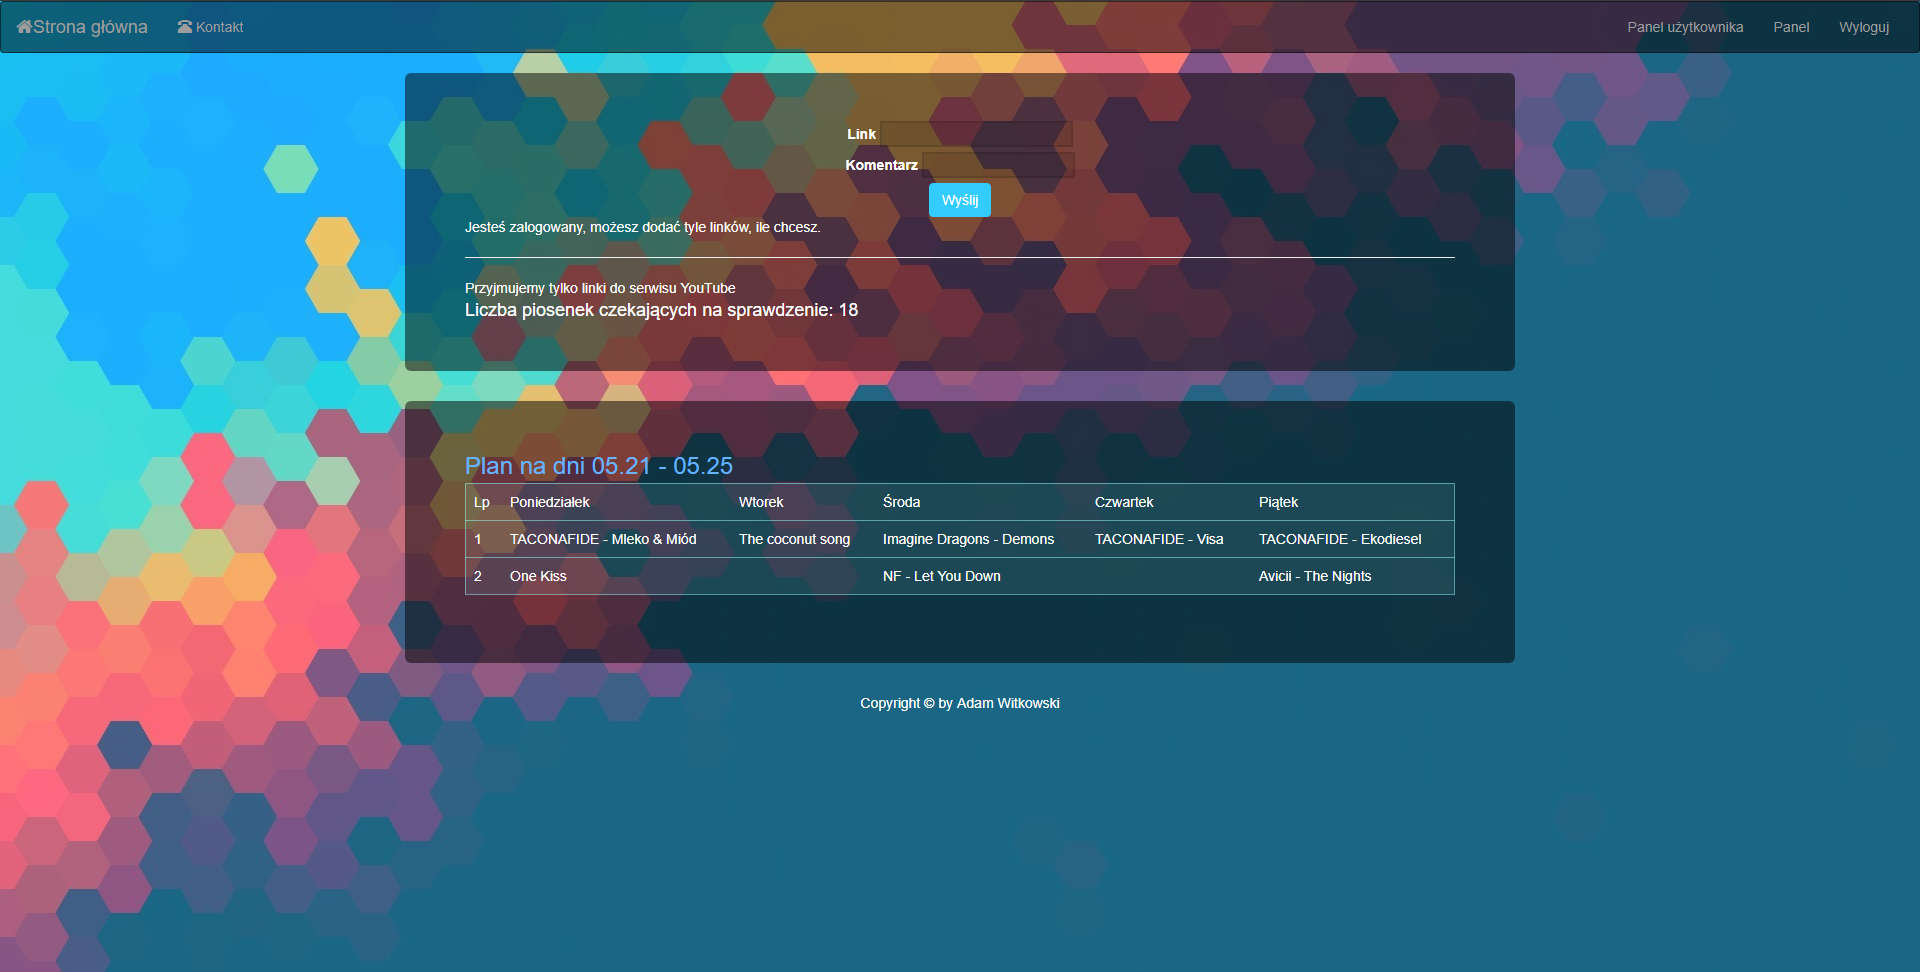 Strona główna Kontakt Panel użytkownika Panel Wyloguj
Link
Komentarz
Wyślij
Jesteś zalogowany, możesz dodać tyle linków, ile chcesz.
Przyjmujemy tylko linki do serwisu YouTube
Liczba piosenek czekających na sprawdzenie: 18
Plan na dni 05.21 - 05.25
Lp Poniedziałek Wtorek Środa Czwartek Piątek
1 TACONAFIDE - Mleko & Miód The coconut song Imagine Dragons - Demons TACONAFIDE - Visa TACONAFIDE - Ekodiesel
2 One Kiss NF - Let You Down Avicii - The Nights
Copyright © by Adam Witkowski